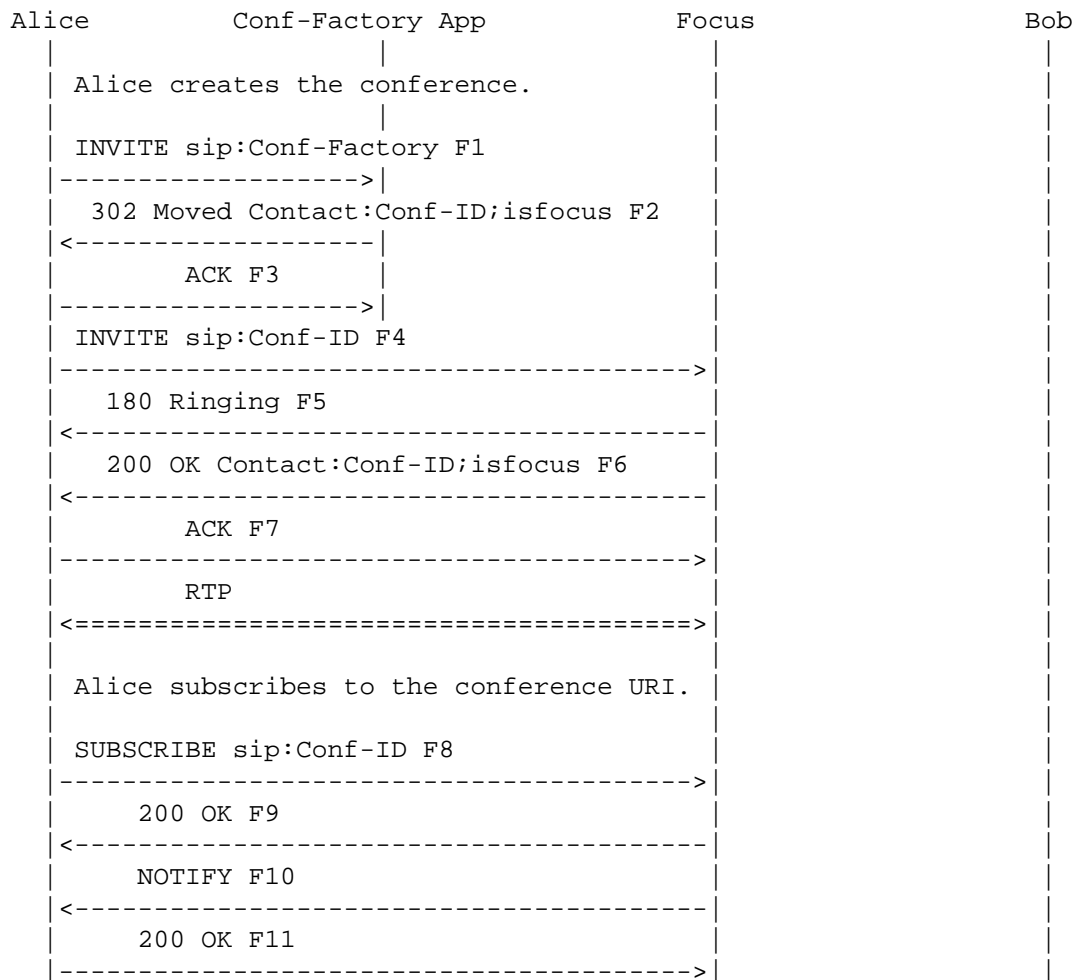 Alice Conf-Factory App Focus Bob
Alice creates the conference.
INVITE sip:Conf-Factory F1
302 Moved Contact:Conf-ID;isfocus F2
ACK F3
INVITE sip:Conf-ID F4
180 Ringing F5
200 OK Contact:Conf-ID;isfocus F6
ACK F7
RTP
Alice subscribes to the conference URI.
SUBSCRIBE sip:Conf-ID F8
200 OK F9
NOTIFY F10
200 OK F11